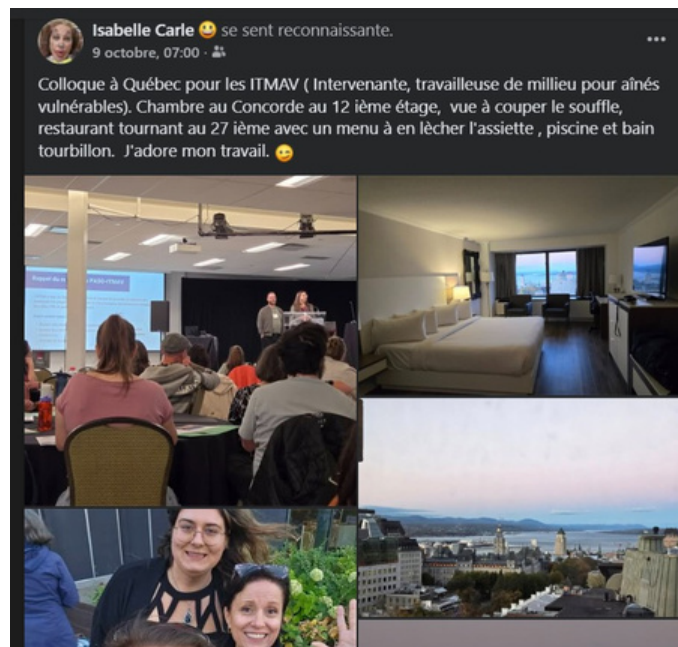 Isabelle Carle 😀 se sent reconnaissante.
9 octobre, 07:00 ·
Colloque à Québec pour les ITMAV ( Intervenante, travailleuse de millieu pour aînés
vulnérables). Chambre au Concorde au 12 ième étage, vue à couper le souffle,
restaurant tournant au 27 ième avec un menu à en lècher l'assiette , piscine et bain
tourbillon. J'adore mon travail. 😉